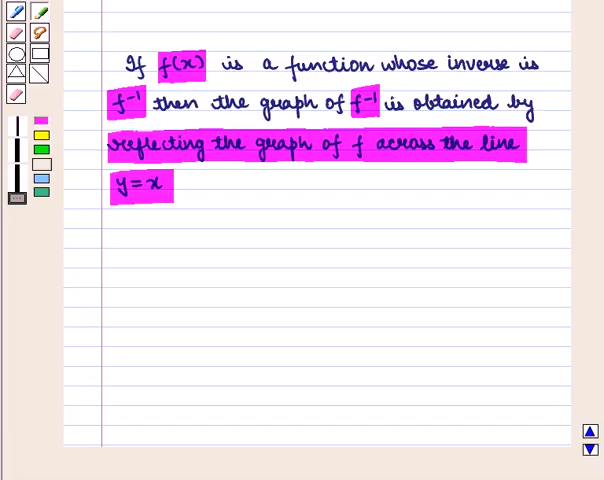 If f(x) is a function whose inverse is
f⁻¹ then the graph of f⁻¹ is obtained by
reflecting the graph of f across the line
y = x